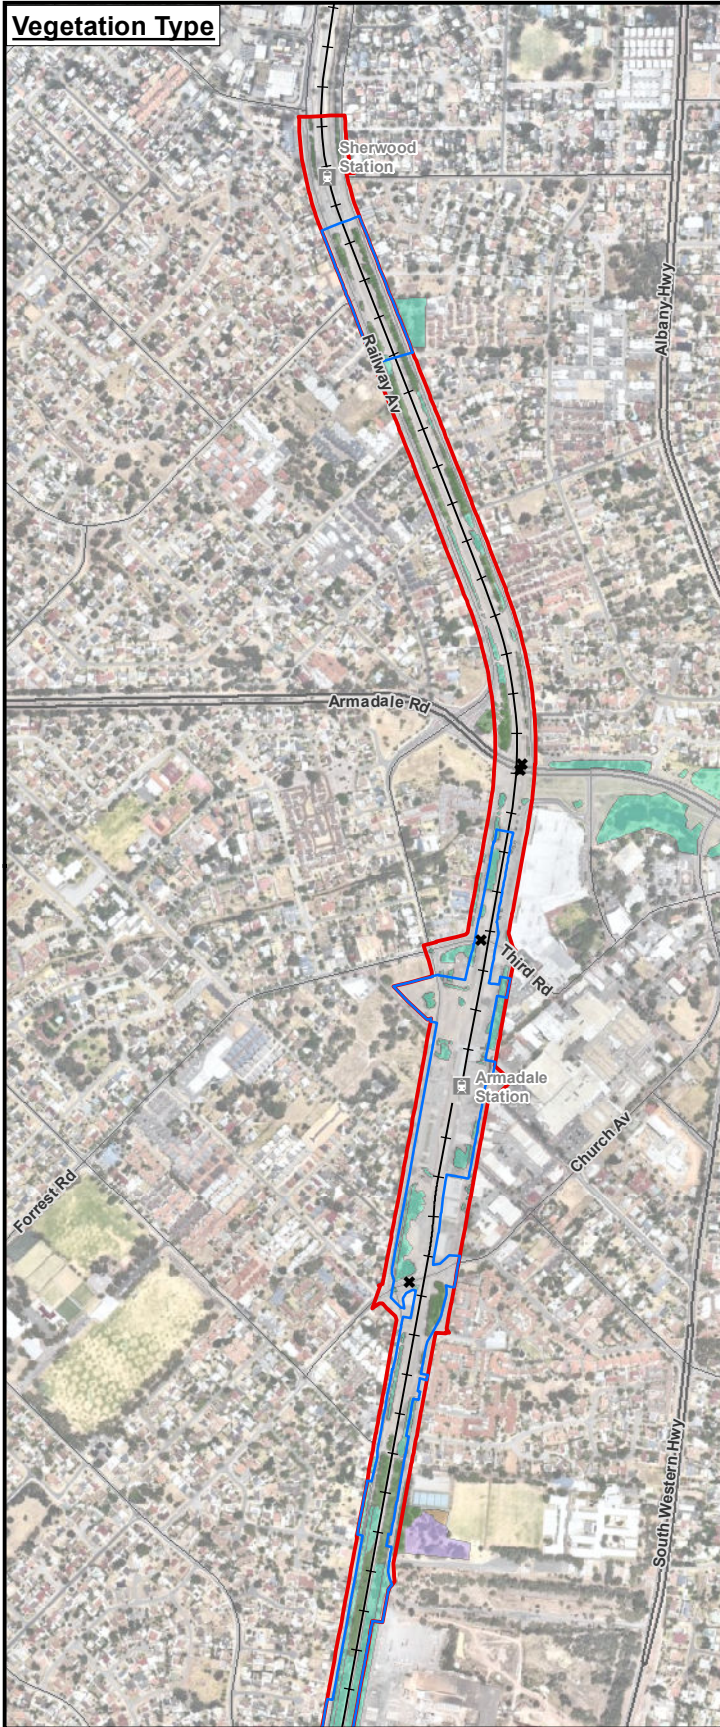 Vegetation Type
Sherwood
Station
Albany Hwy
Railway Av
Armadale Rd
Third Rd
Armadale
Station
Church Av
Forrest Rd
South Western Hwy